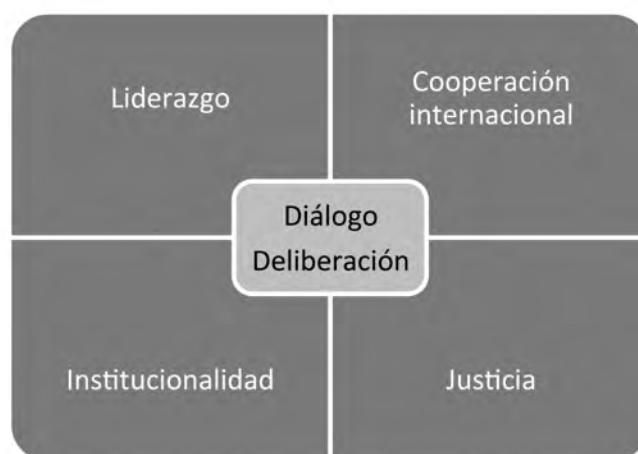 Liderazgo
Cooperación
internacional
Diálogo
Deliberación
Institucionalidad
Justicia